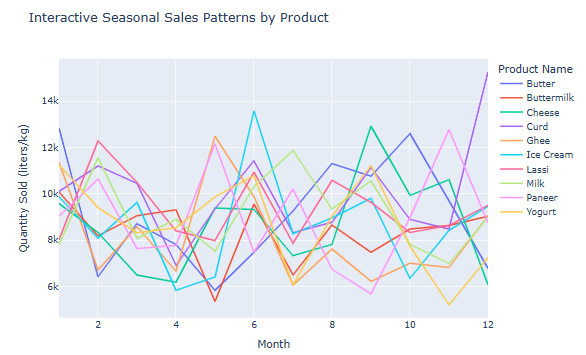 Interactive Seasonal Sales Patterns by Product
Product Name
Butter
Buttermilk
Cheese
Curd
Ghee
Ice Cream
Lassi
Milk
Paneer
Yogurt
Quantity Sold (liters/kg)
14k
12k
10k
8k
6k
2
4
6
8
10
12
Month